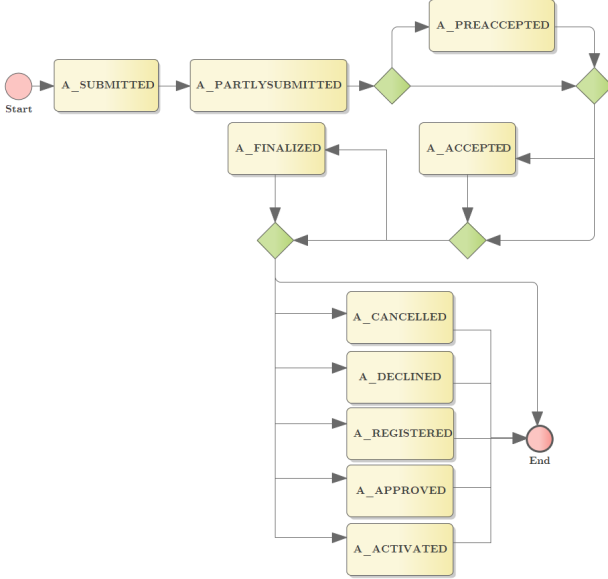 A_PREACCEPTED
A_SUBMITTED
A_PARTLYSUBMITTED
Start
A_FINALIZED
A_ACCEPTED
A_CANCELLED
A_DECLINED
A_REGISTERED
End
A_APPROVED
A_ACTIVATED